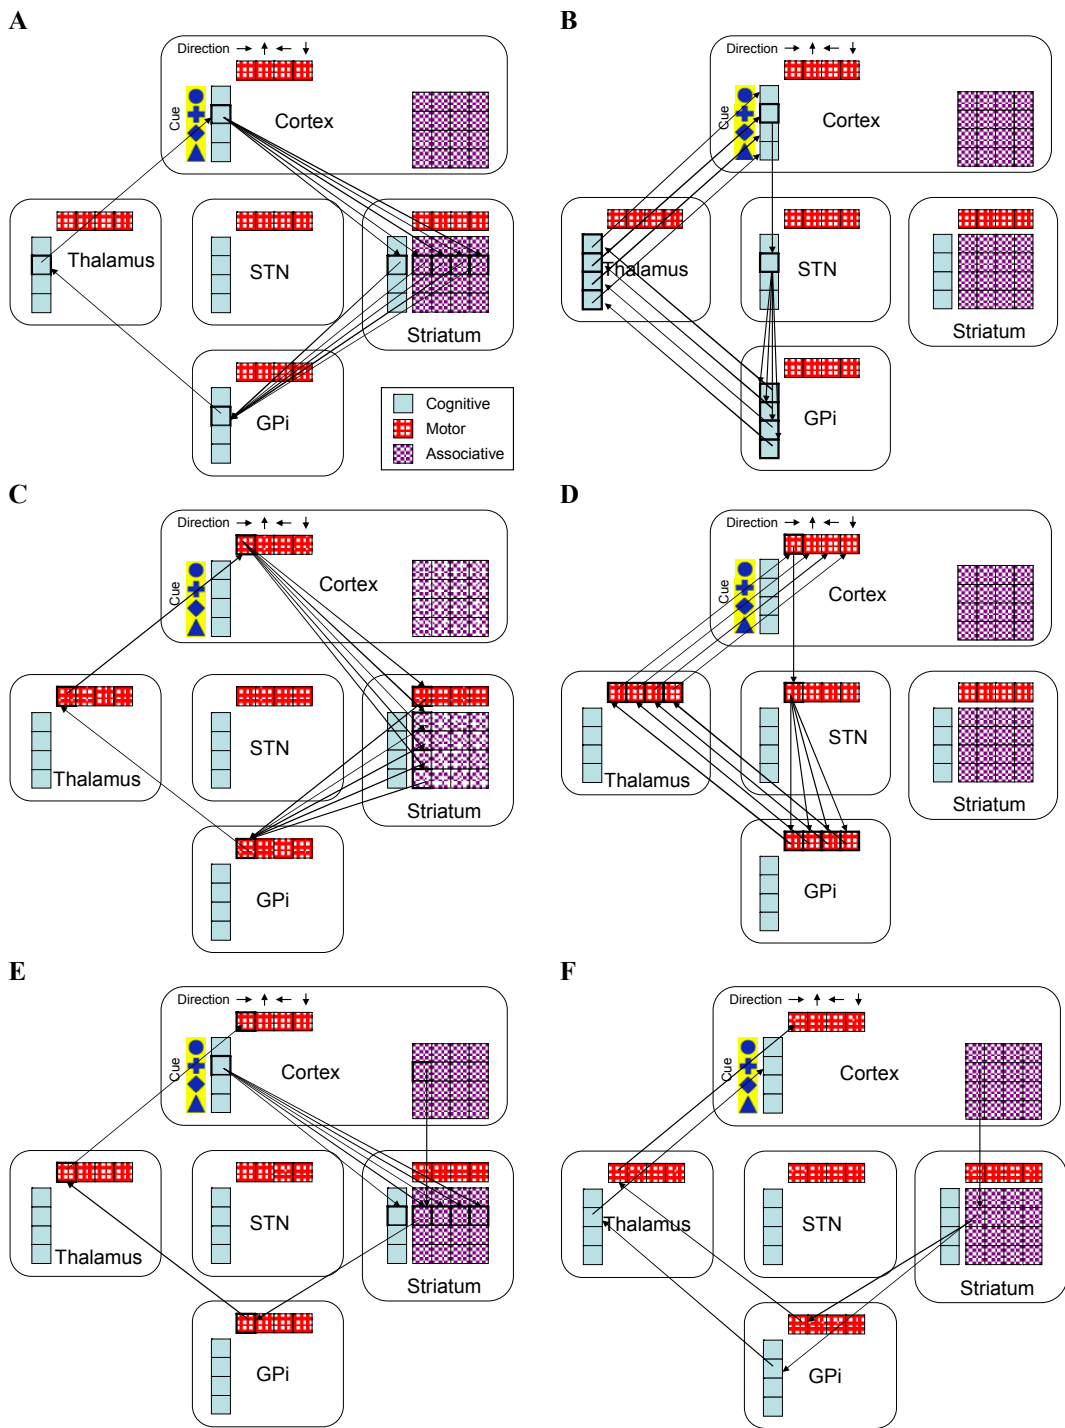 A
Direction
Cue
Cortex
Thalamus
STN
Striatum
GPi
Cognitive
Motor
Associative
B
Direction
Cue
Cortex
Thalamus
STN
Striatum
GPi
C
Direction
Cue
Cortex
Thalamus
STN
Striatum
GPi
D
Direction
Cue
Cortex
Thalamus
STN
Striatum
GPi
E
Direction
Cue
Cortex
Thalamus
STN
Striatum
GPi
F
Direction
Cue
Cortex
Thalamus
STN
Striatum
GPi